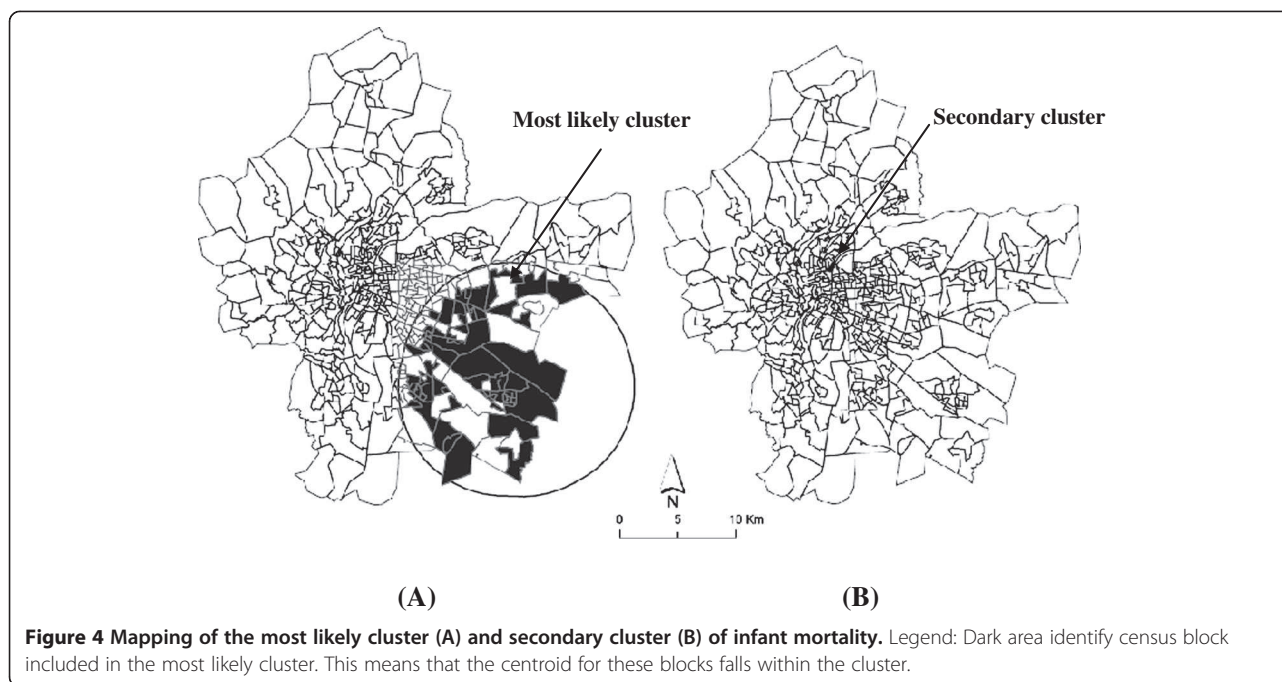 Most likely cluster
Secondary cluster
N
0 5 10 Km
(A) (B)
Figure 4 Mapping of the most likely cluster (A) and secondary cluster (B) of infant mortality. Legend: Dark area identify census block
included in the most likely cluster. This means that the centroid for these blocks falls within the cluster.